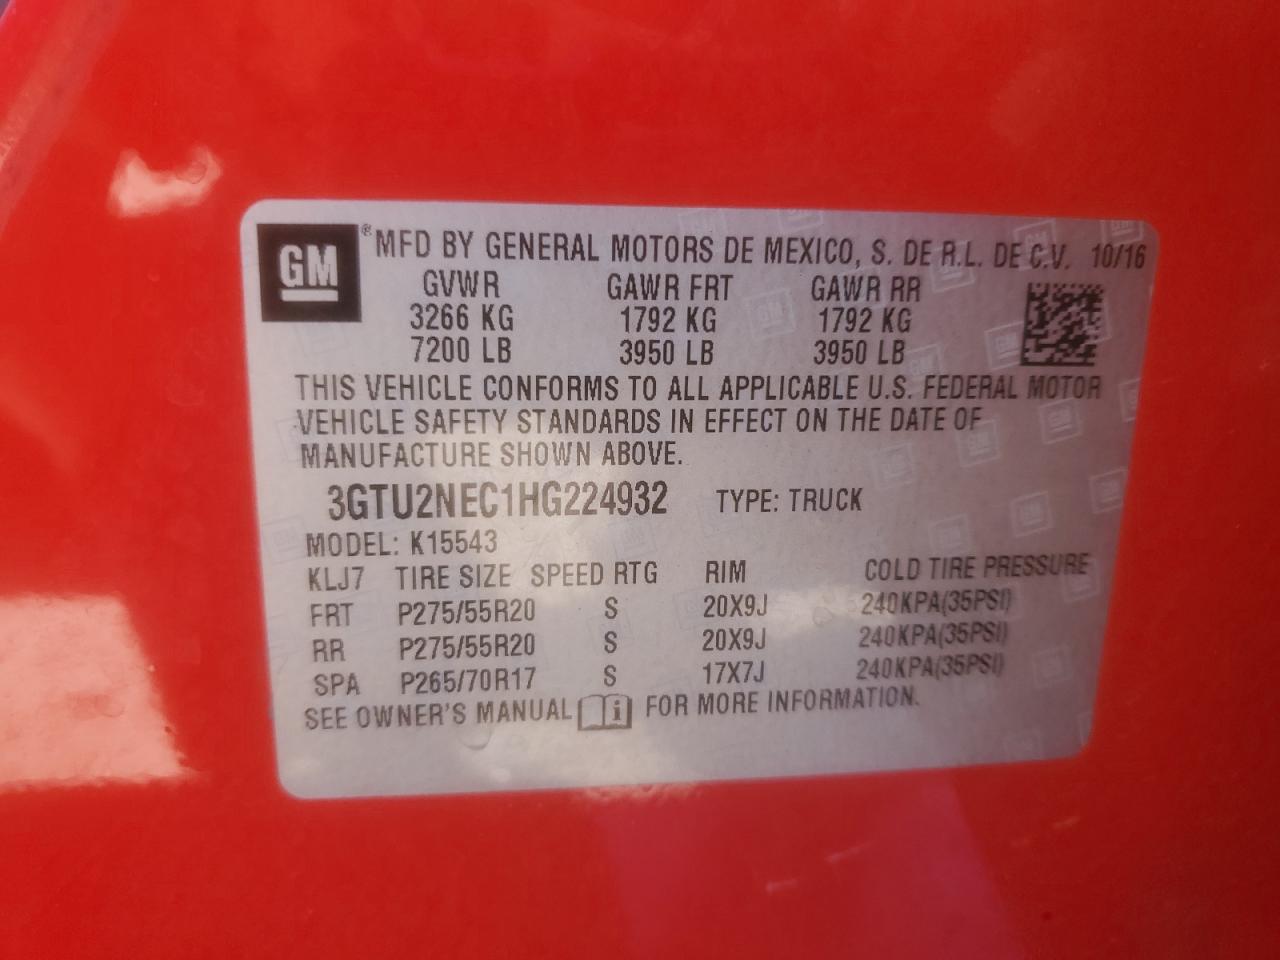 GM ® MFD BY GENERAL MOTORS DE MEXICO, S. DE R.L. DE C.V. 10/16
GVWR GAWR FRT GAWR RR
3266 KG 1792 KG 1792 KG
7200 LB 3950 LB 3950 LB
THIS VEHICLE CONFORMS TO ALL APPLICABLE U.S. FEDERAL MOTOR
VEHICLE SAFETY STANDARDS IN EFFECT ON THE DATE OF
MANUFACTURE SHOWN ABOVE.
3GTU2NEC1HG224932 TYPE: TRUCK
MODEL: K15543
KLJ7 TIRE SIZE SPEED RTG RIM COLD TIRE PRESSURE
FRT P275/55R20 S 20X9J 240KPA(35PSI)
RR P275/55R20 S 20X9J 240KPA(35PSI)
SPA P265/70R17 S 17X7J 240KPA(35PSI)
SEE OWNER'S MANUAL i FOR MORE INFORMATION.